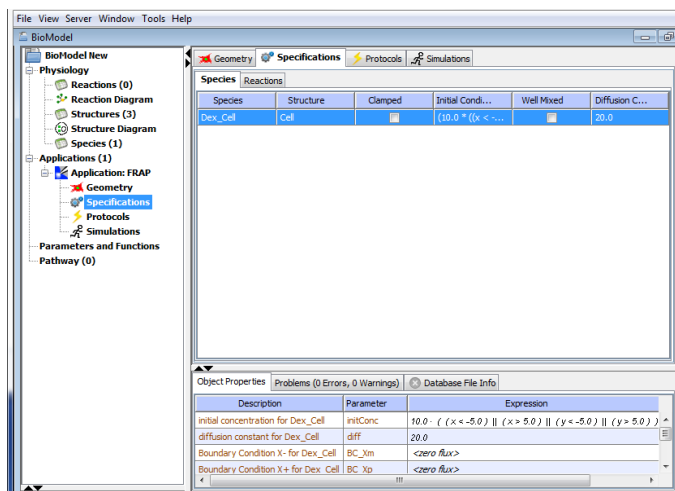 File View Server Window Tools Help
BioModel
BioModel New
Physiology
Reactions (0)
Reaction Diagram
Structures (3)
Structure Diagram
Species (1)
Applications (1)
Application: FRAP
Geometry
Specifications
Protocols
Simulations
Parameters and Functions
Pathway (0)
Geometry Specifications Protocols Simulations
Species Reactions
Species Structure Clamped Initial Condi... Well Mixed Diffusion C...
Dex_Cell Cell (10.0 * ((x < -... 20.0
Object Properties Problems (0 Errors, 0 Warnings) Database File Info
Description Parameter Expression
initial concentration for Dex_Cell initConc 10.0 · ( ( x < -5.0 ) || ( x > 5.0 ) || ( y < -5.0 ) || ( y > 5.0 ) )
diffusion constant for Dex_Cell diff 20.0
Boundary Condition X- for Dex_Cell BC_Xm <zero flux>
Boundary Condition X+ for Dex_Cell BC_Xp <zero flux>